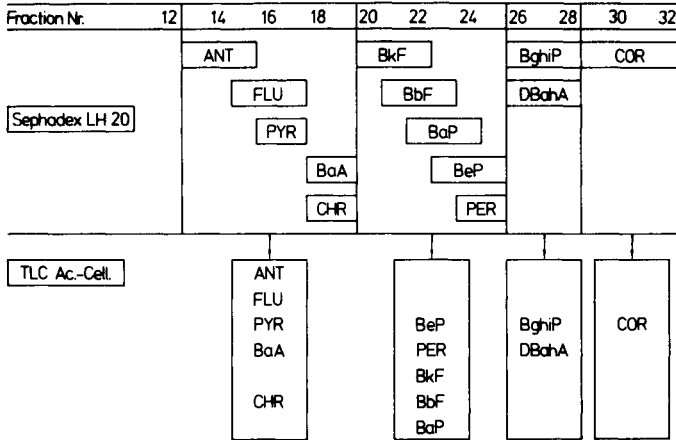 Fraction Nr. 12 14 16 18 20 22 24 26 28 30 32
ANT BkF BghiP COR
FLU BbF DBahA
Sephadex LH 20
PYR BaP
BaA BeP
CHR PER
TLC Ac.-Cell.
ANT
FLU
PYR BeP BghiP COR
BaA PER DBahA
BkF
CHR BbF
BaP